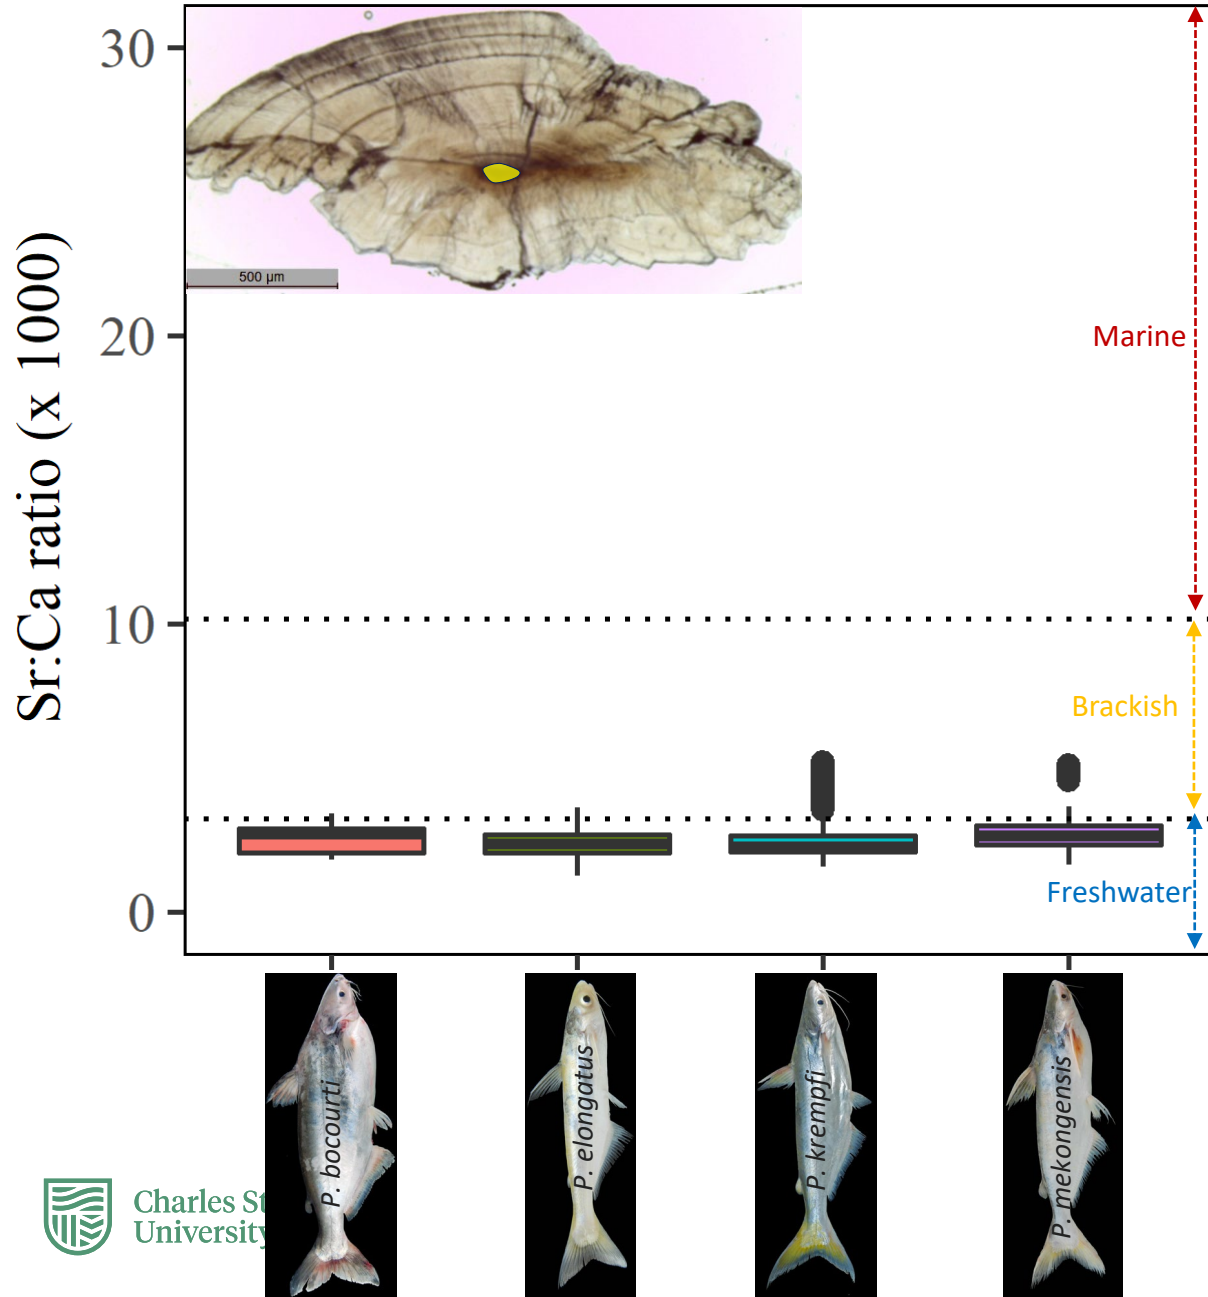 Sr:Ca ratio (x 1000)
30
20
10
0
500 µm
Marine
Brackish
Freshwater
P. bocourti
P. elongatus
P. krempfi
P. mekongensis
Charles St
University